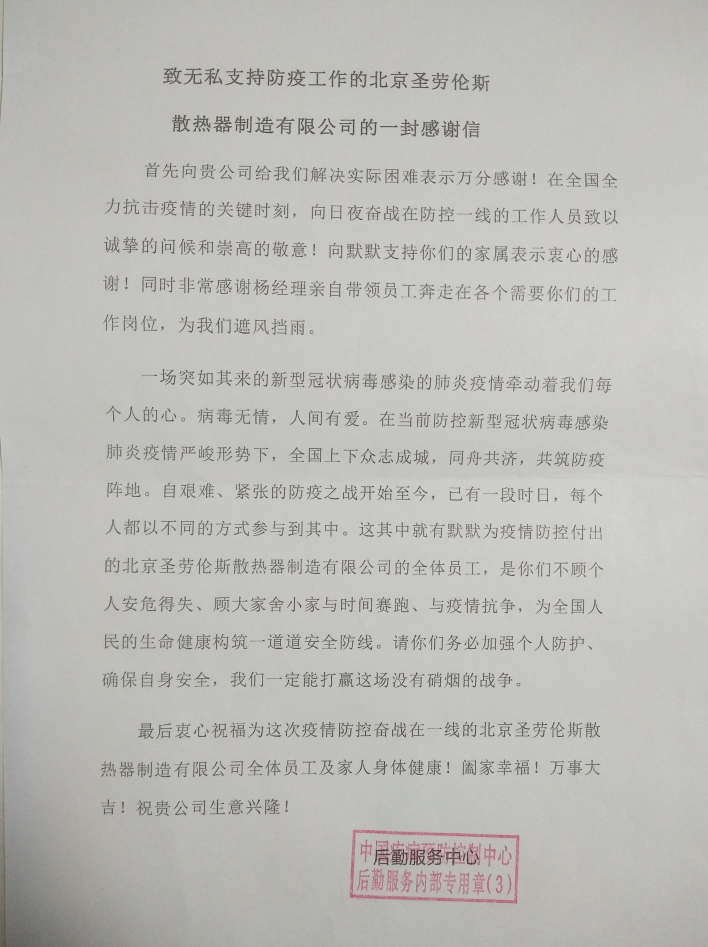 致无私支持防疫工作的北京圣劳伦斯
散热器制造有限公司的一封感谢信
首先向贵公司给我们解决实际困难表示万分感谢！在全国全
力抗击疫情的关键时刻，向日夜奋战在防控一线的工作人员致以
诚挚的问候和崇高的敬意！向默默支持你们的家属表示衷心的感
谢！同时非常感谢杨经理亲自带领员工奔走在各个需要你们的工
作岗位，为我们遮风挡雨。
一场突如其来的新型冠状病毒感染的肺炎疫情牵动着我们每
个人的心。病毒无情，人间有爱。在当前防控新型冠状病毒感染
肺炎疫情严峻形势下，全国上下众志成城，同舟共济，共筑防疫
阵地。自艰难、紧张的防疫之战开始至今，已有一段时日，每个
人都以不同的方式参与到其中。这其中就有默默为疫情防控付出
的北京圣劳伦斯散热器制造有限公司的全体员工，是你们不顾个
人安危得失、顾大家舍小家与时间赛跑、与疫情抗争，为全国人
民的生命健康构筑一道道安全防线。请你们务必加强个人防护、
确保自身安全，我们一定能打赢这场没有硝烟的战争。
最后衷心祝福为这次疫情防控奋战在一线的北京圣劳伦斯散
热器制造有限公司全体员工及家人身体健康！阖家幸福！万事大
吉！祝贵公司生意兴隆！
中国疾病预防控制中心
后勤服务中心
后勤服务内部专用章(3)